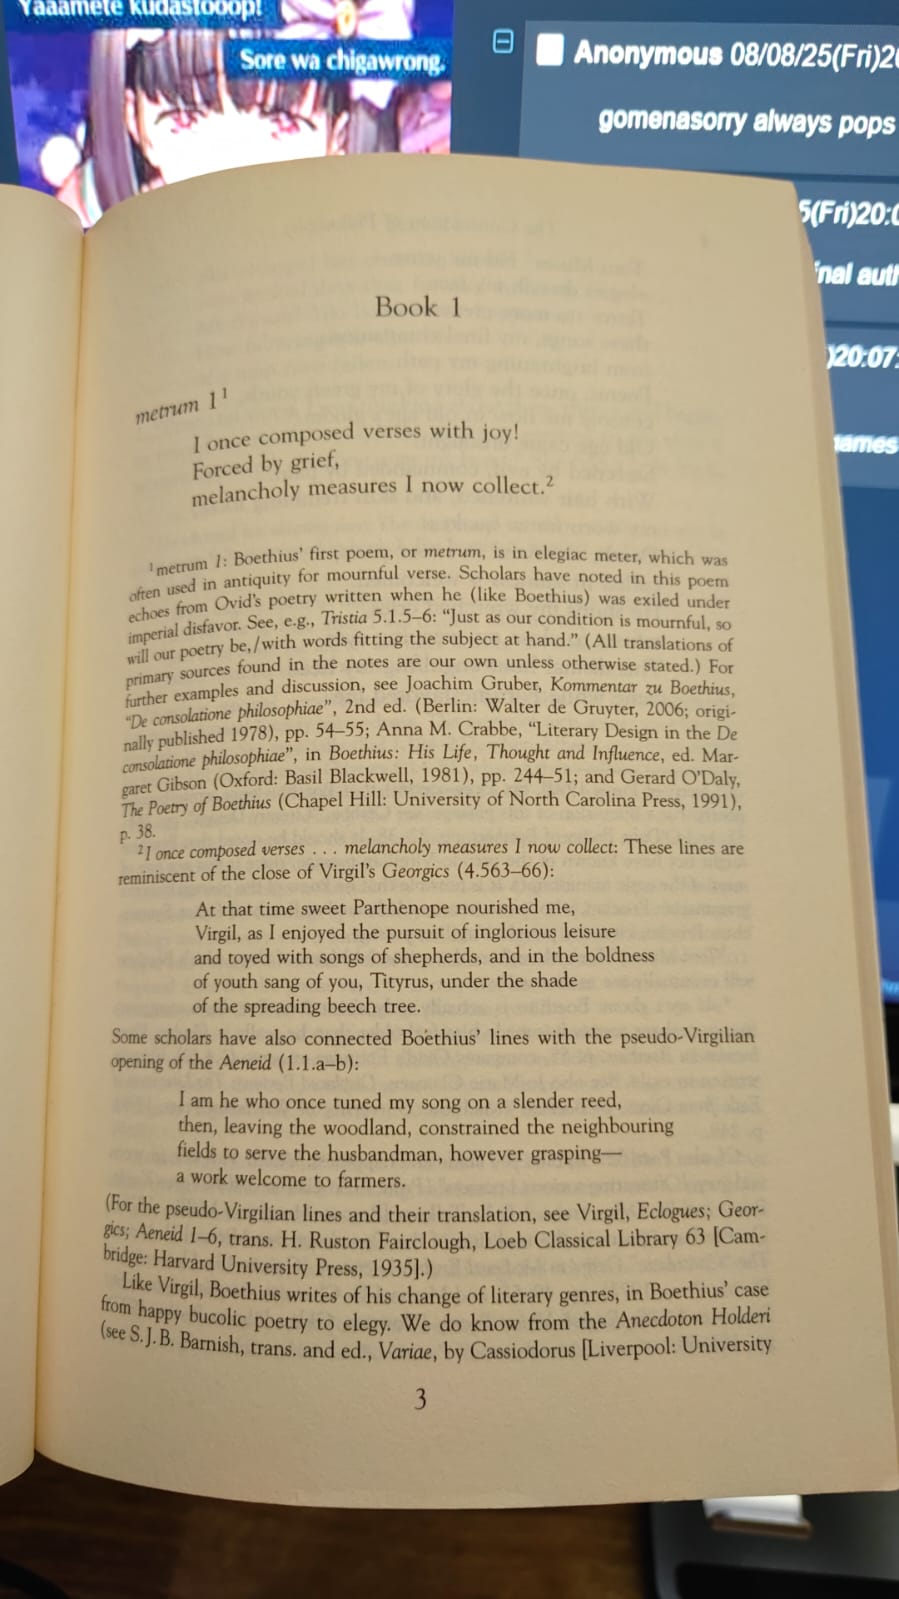 Yaaamete kudastooop!
Sore wa chigawrong.
Anonymous 08/08/25(Fri)20
gomenasorry always pops
5(Fri)20:0
inal auth
)20:07:
names
Book 1
metrum 1¹
I once composed verses with joy!
Forced by grief,
melancholy measures I now collect.²
¹metrum 1: Boethius’ first poem, or metrum, is in elegiac meter, which was
often used in antiquity for mournful verse. Scholars have noted in this poem
echoes from Ovid’s poetry written when he (like Boethius) was exiled under
imperial disfavor. See, e.g., Tristia 5.1.5–6: “Just as our condition is mournful, so
will our poetry be,/with words fitting the subject at hand.” (All translations of
primary sources found in the notes are our own unless otherwise stated.) For
further examples and discussion, see Joachim Gruber, Kommentar zu Boethius,
“De consolatione philosophiae”, 2nd ed. (Berlin: Walter de Gruyter, 2006; origi-
nally published 1978), pp. 54–55; Anna M. Crabbe, “Literary Design in the De
consolatione philosophiae”, in Boethius: His Life, Thought and Influence, ed. Mar-
garet Gibson (Oxford: Basil Blackwell, 1981), pp. 244–51; and Gerard O’Daly,
The Poetry of Boethius (Chapel Hill: University of North Carolina Press, 1991),
p. 38.
²I once composed verses . . . melancholy measures I now collect: These lines are
reminiscent of the close of Virgil’s Georgics (4.563–66):
At that time sweet Parthenope nourished me,
Virgil, as I enjoyed the pursuit of inglorious leisure
and toyed with songs of shepherds, and in the boldness
of youth sang of you, Tityrus, under the shade
of the spreading beech tree.
Some scholars have also connected Boethius’ lines with the pseudo-Virgilian
opening of the Aeneid (1.1.a–b):
I am he who once tuned my song on a slender reed,
then, leaving the woodland, constrained the neighbouring
fields to serve the husbandman, however grasping—
a work welcome to farmers.
(For the pseudo-Virgilian lines and their translation, see Virgil, Eclogues; Geor-
gics; Aeneid 1–6, trans. H. Ruston Fairclough, Loeb Classical Library 63 [Cam-
bridge: Harvard University Press, 1935].)
Like Virgil, Boethius writes of his change of literary genres, in Boethius’ case
from happy bucolic poetry to elegy. We do know from the Anecdoton Holderi
(see S.J.B. Barnish, trans. and ed., Variae, by Cassiodorus [Liverpool: University
3